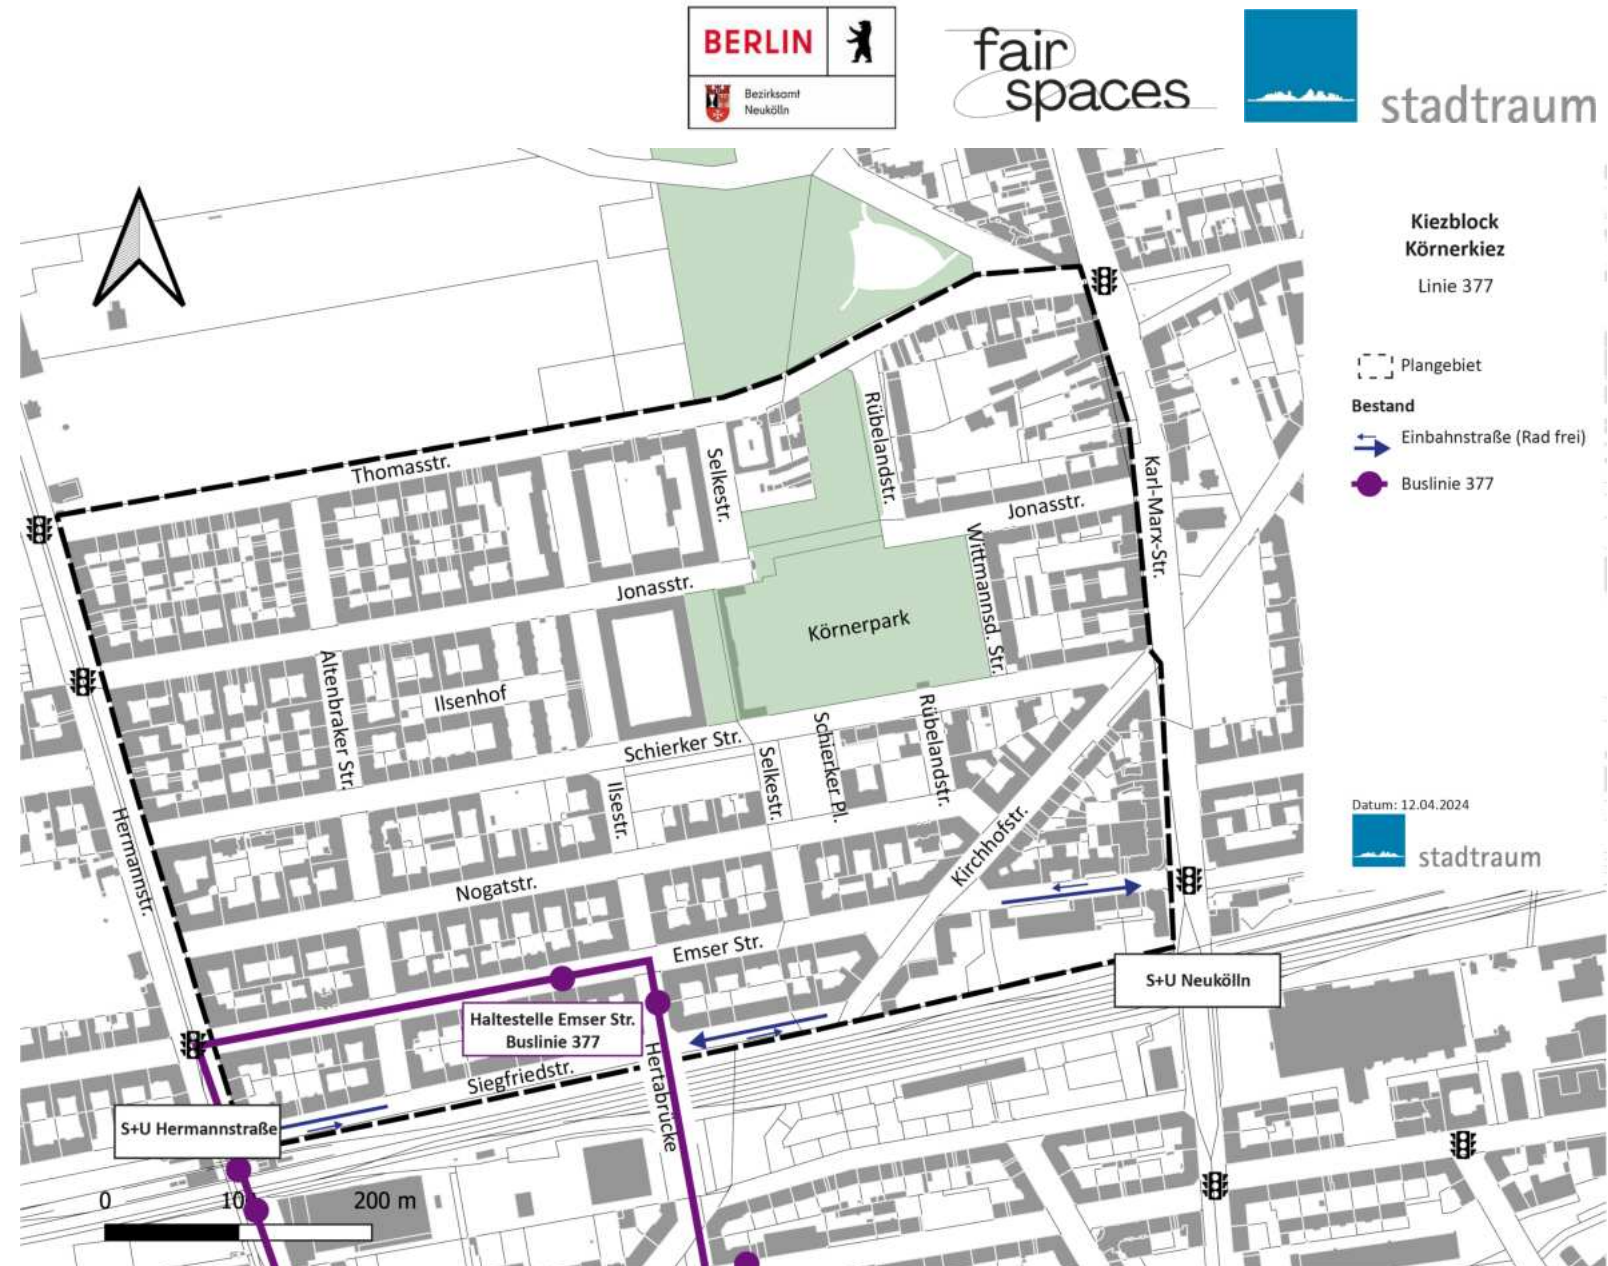 BERLIN
Bezirksamt
Neukölln
fair
spaces
stadtraum
Kiezblock
Körnerkiez
Linie 377
Plangebiet
Bestand
Einbahnstraße (Rad frei)
Buslinie 377
Thomasstr.
Selkestr.
Rübelandstr.
Jonasstr.
Karl-Marx-Str.
Wittmannsd. Str.
Jonasstr.
Körnerpark
Altenbraker Str.
Ilsenhof
Schierker Str.
Selkestr.
Schierker Pl.
Rübelandstr.
Ilsestr.
Hermannstr.
Kirchhofstr.
Nogatstr.
Emser Str.
Datum: 12.04.2024
stadtraum
S+U Neukölln
Haltestelle Emser Str.
Buslinie 377
Siegfriedstr.
Hertabrücke
S+U Hermannstraße
0
10
200 m